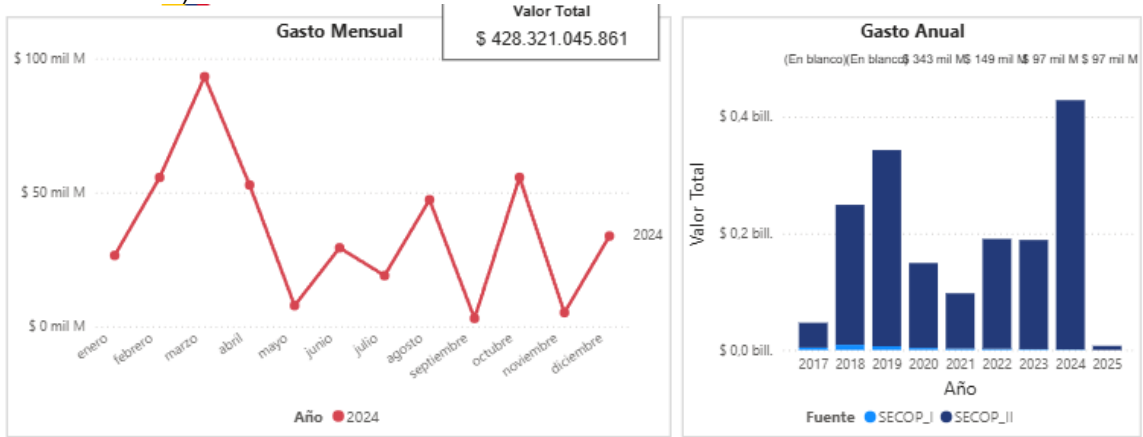 Valor Total
$ 428.321.045.861
Gasto Mensual
$ 100 mil M
$ 50 mil M
$ 0 mil M
enero
febrero
marzo
abril
mayo
junio
julio
agosto
septiembre
octubre
noviembre
diciembre
2024
Año 2024
Gasto Anual
(En blanco) (En blanco) $ 343 mil M $ 149 mil M $ 97 mil M $ 97 mil M
Valor Total
$ 0,4 bill.
$ 0,2 bill.
$ 0,0 bill.
2017 2018 2019 2020 2021 2022 2023 2024 2025
Año
Fuente SECOP_I SECOP_II